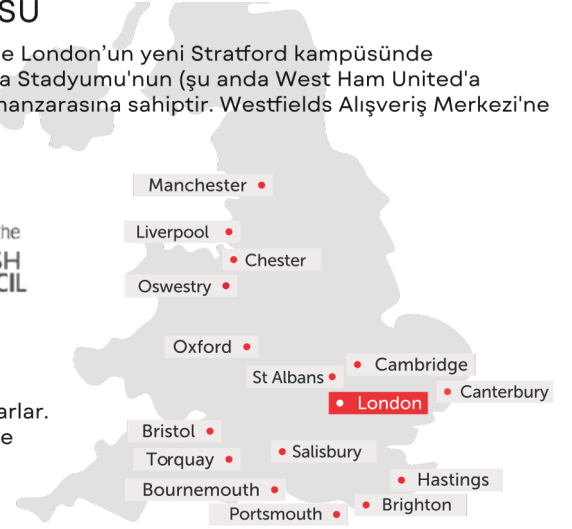 SU
e London’un yeni Stratford kampüsünde
a Stadyumu'nun (şu anda West Ham United'a
manzarasına sahiptir. Westfields Alışveriş Merkezi'ne
Manchester
Liverpool
Chester
Oswestry
Oxford
Cambridge
St Albans
Canterbury
London
arlar.
e
Bristol
Salisbury
Torquay
Hastings
Bournemouth
Brighton
Portsmouth